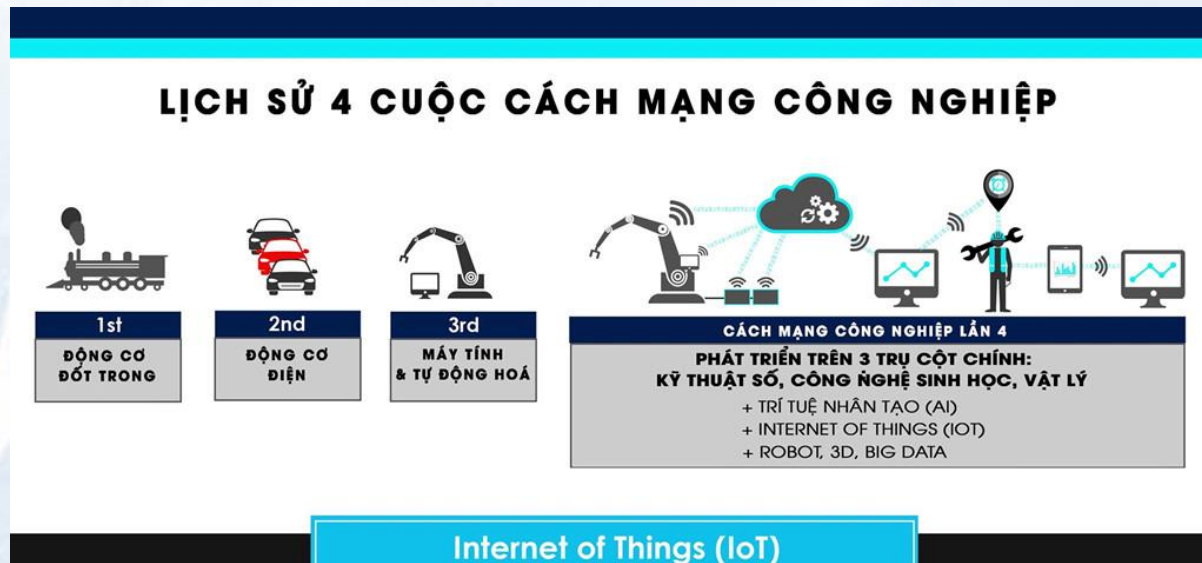 LỊCH SỬ 4 CUỘC CÁCH MẠNG CÔNG NGHIỆP
1st
ĐỘNG CƠ
ĐỐT TRONG
2nd
ĐỘNG CƠ
ĐIỆN
3rd
MÁY TÍNH
& TỰ ĐỘNG HOÁ
CÁCH MẠNG CÔNG NGHIỆP LẦN 4
PHÁT TRIỂN TRÊN 3 TRỤ CỘT CHÍNH:
KỸ THUẬT SỐ, CÔNG NGHỆ SINH HỌC, VẬT LÝ
+ TRÍ TUỆ NHÂN TẠO (AI)
+ INTERNET OF THINGS (IOT)
+ ROBOT, 3D, BIG DATA
Internet of Things (IoT)